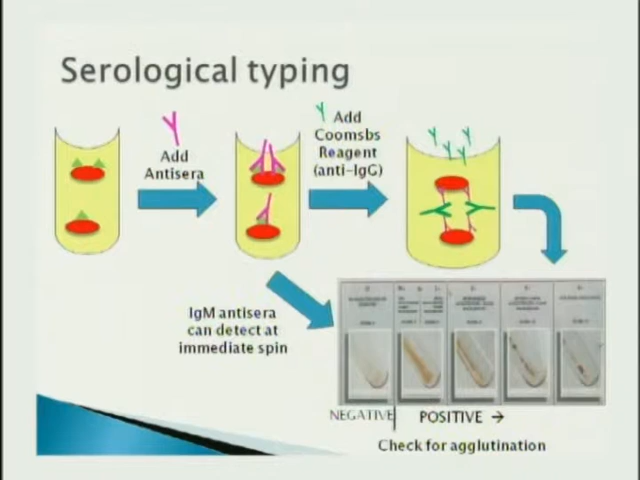 Serological typing
Add
Antisera
Add
Coomsbs
Reagent
(anti-IgG)
IgM antisera
can detect at
immediate spin
NEGATIVE
POSITIVE →
Check for agglutination